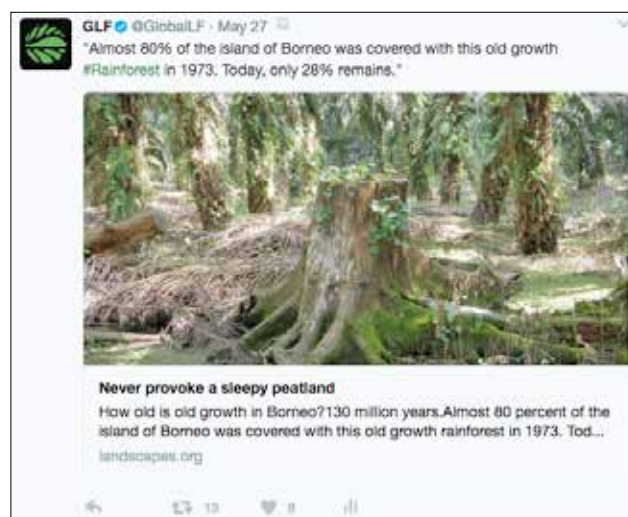 GLF @GlobalLF · May 27
"Almost 80% of the island of Borneo was covered with this old growth
#Rainforest in 1973. Today, only 28% remains."
Never provoke a sleepy peatland
How old is old growth in Borneo?130 million years.Almost 80 percent of the
island of Borneo was covered with this old growth rainforest in 1973. Tod...
landscapes.org
13 8